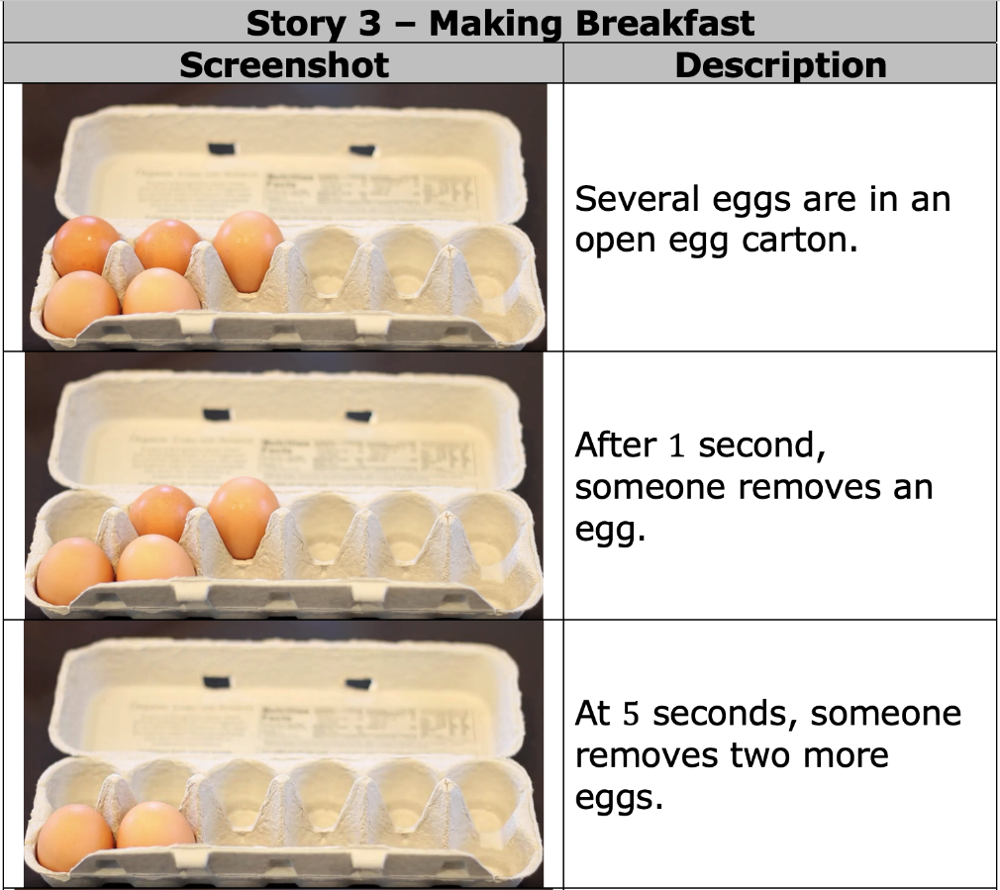 Story 3 – Making Breakfast
Screenshot
Description
Several eggs are in an
open egg carton.
After 1 second,
someone removes an
egg.
At 5 seconds, someone
removes two more
eggs.